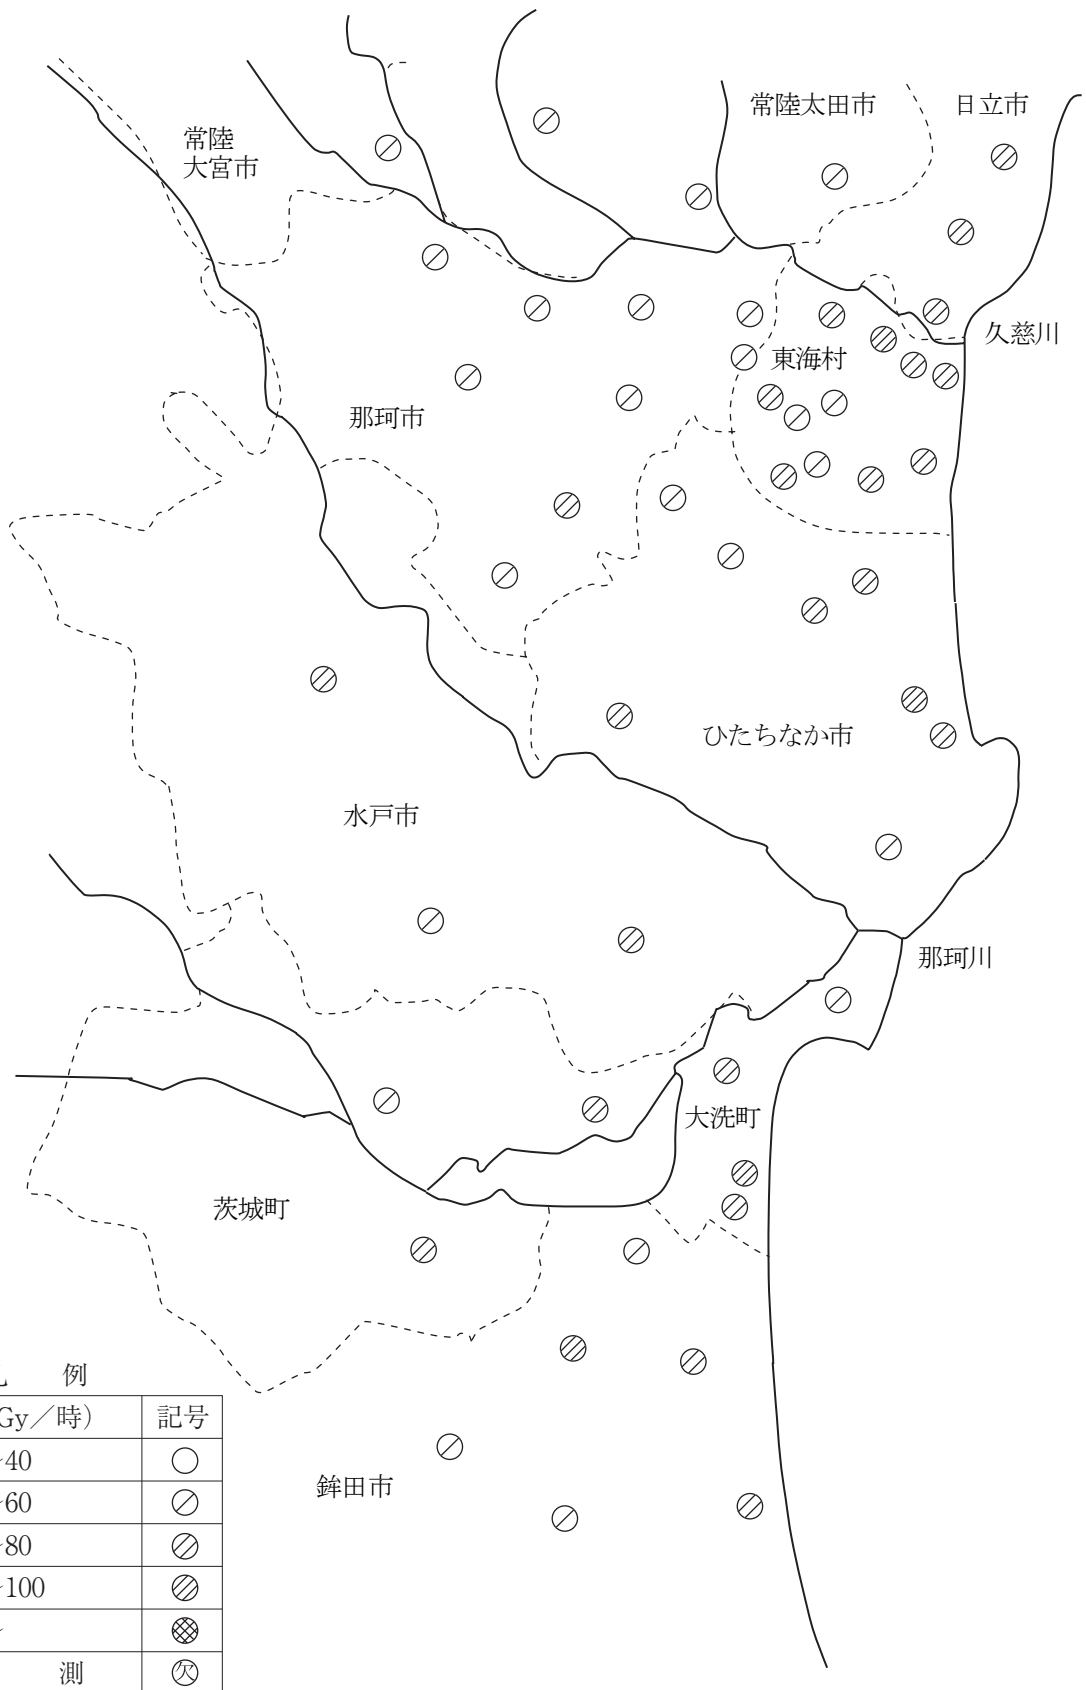 常陸太田市
日立市
常陸
大宮市
久慈川
東海村
那珂市
ひたちなか市
水戸市
那珂川
大洗町
茨城町
例
Gy／時）
記号
40
60
80
100
～
測
欠
鉾田市